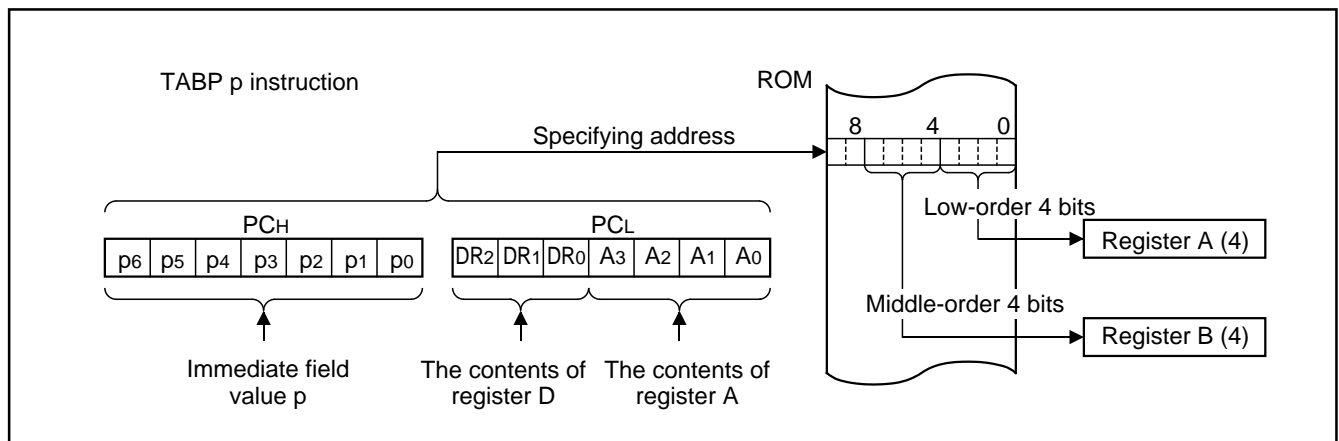 TABP p instruction
ROM
Specifying address
8 4 0
PCH
PCL
Low-order 4 bits
Register A (4)
p6 p5 p4 p3 p2 p1 p0
DR2 DR1 DR0 A3 A2 A1 A0
Middle-order 4 bits
Register B (4)
Immediate field
value p
The contents of
register D
The contents of
register A